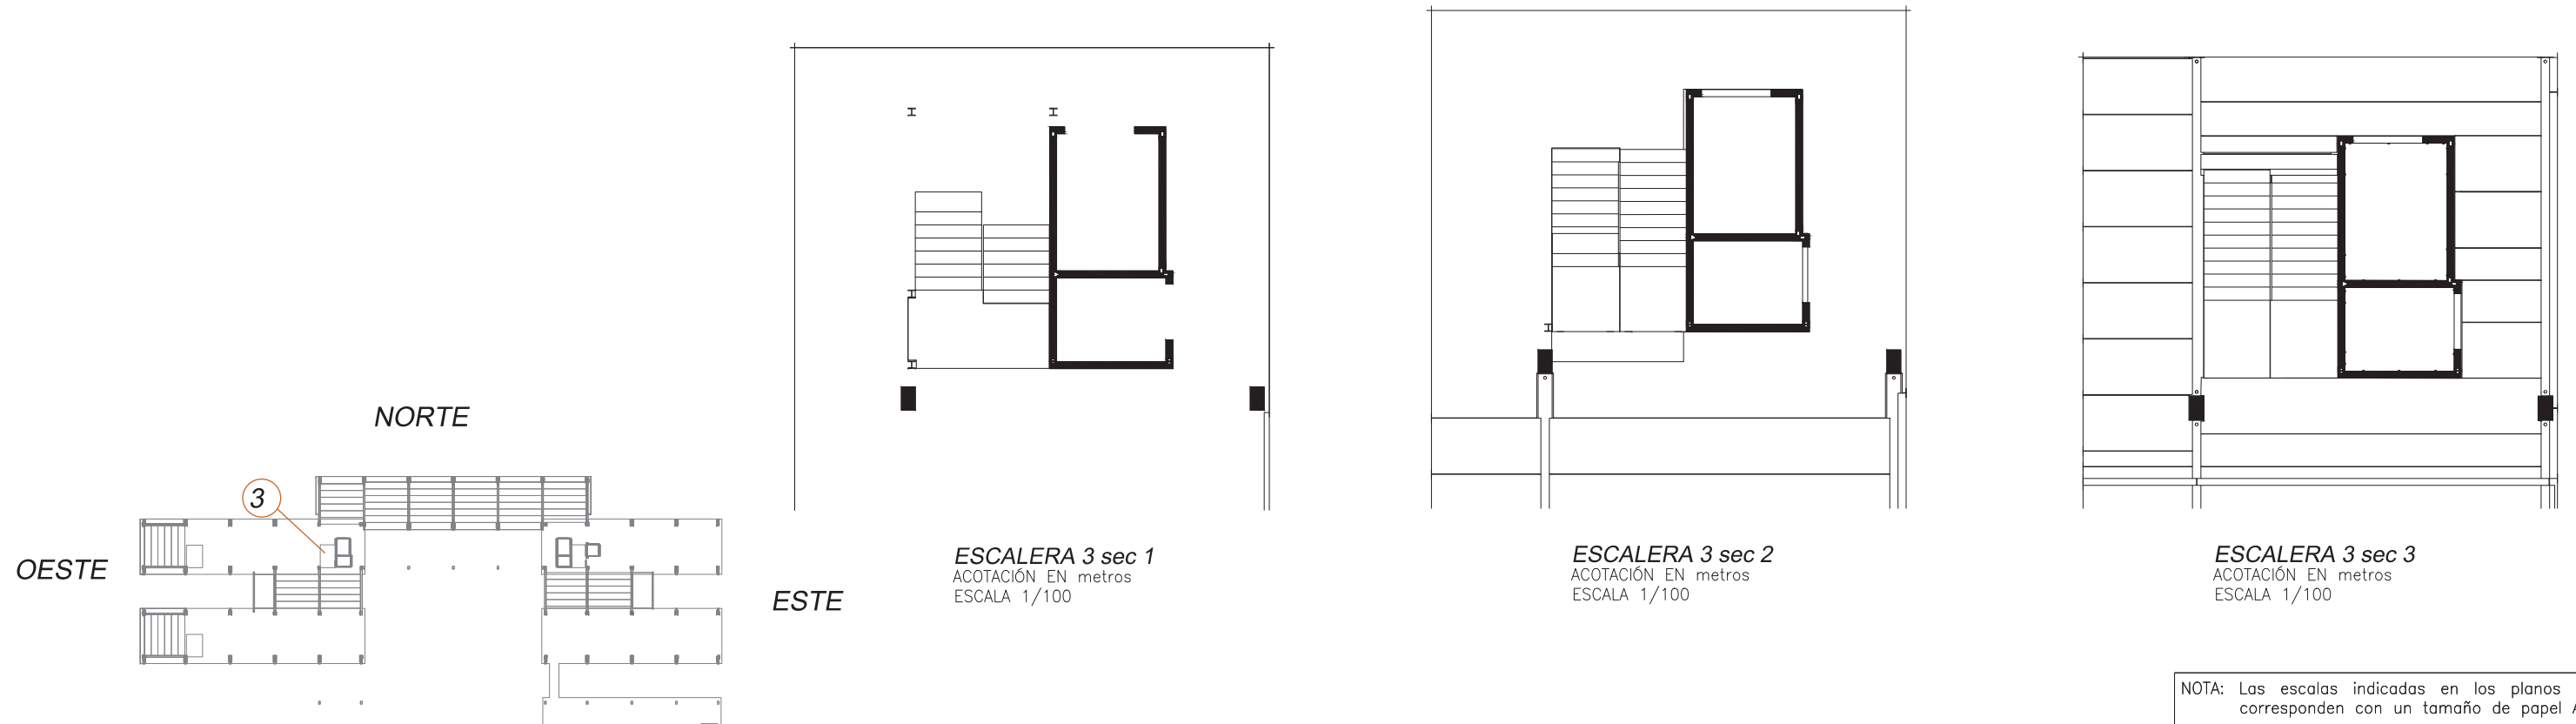 NORTE
3
OESTE
ESTE
ESCALERA 3 sec 1
ACOTACIÓN EN metros
ESCALA 1/100
ESCALERA 3 sec 2
ACOTACIÓN EN metros
ESCALA 1/100
ESCALERA 3 sec 3
ACOTACIÓN EN metros
ESCALA 1/100
NOTA: Las escalas indicadas en los planos
corresponden con un tamaño de papel